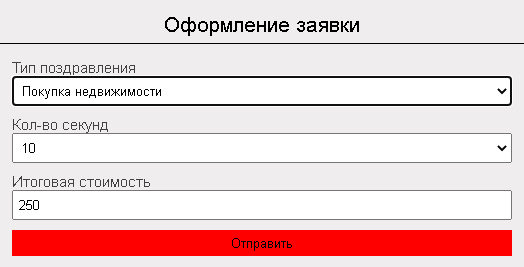 Оформление заявки
Тип поздравления
Покупка недвижимости
Кол-во секунд
10
Итоговая стоимость
250
Отправить